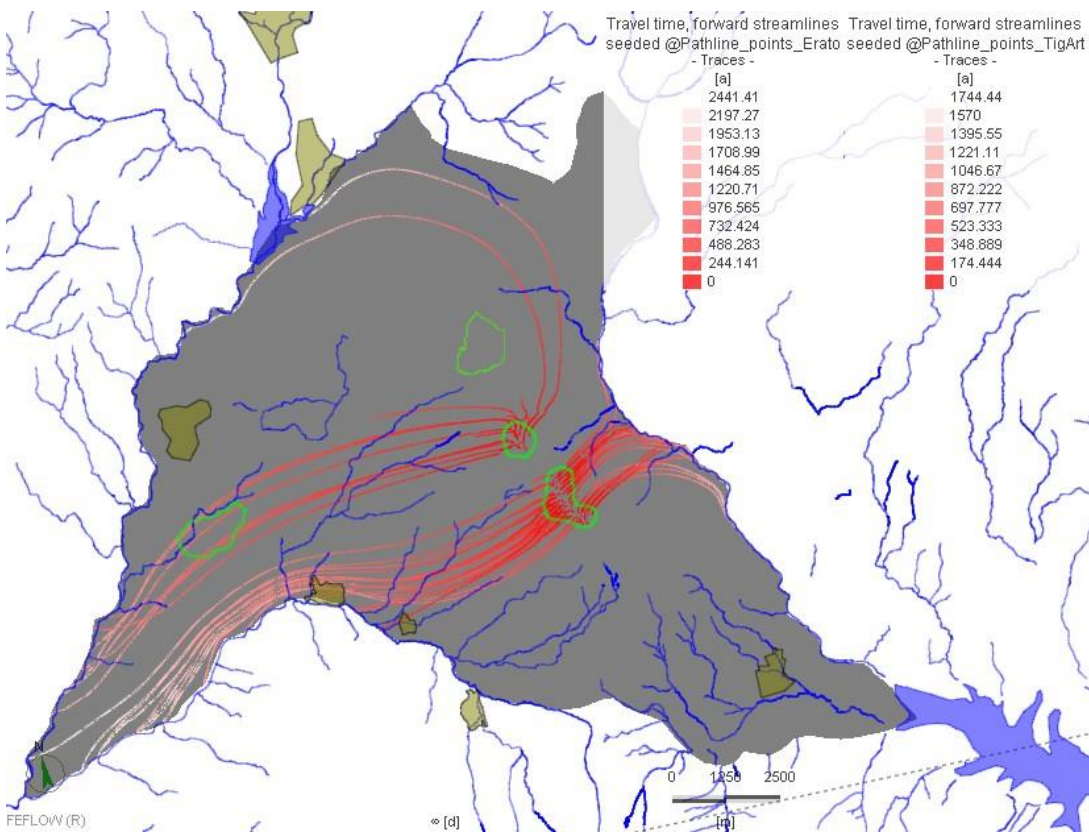 Travel time, forward streamlines
seeded @Pathline_points_Erato
- Traces -
[a]
2441.41
2197.27
1953.13
1708.99
1464.85
1220.71
976.565
732.424
488.283
244.141
0
Travel time, forward streamlines
seeded @Pathline_points_TigArt
- Traces -
[a]
1744.44
1570
1395.55
1221.11
1046.67
872.222
697.777
523.333
348.889
174.444
0
N
0 1250 2500
[m]
FEFLOW (R)
∞ [d]